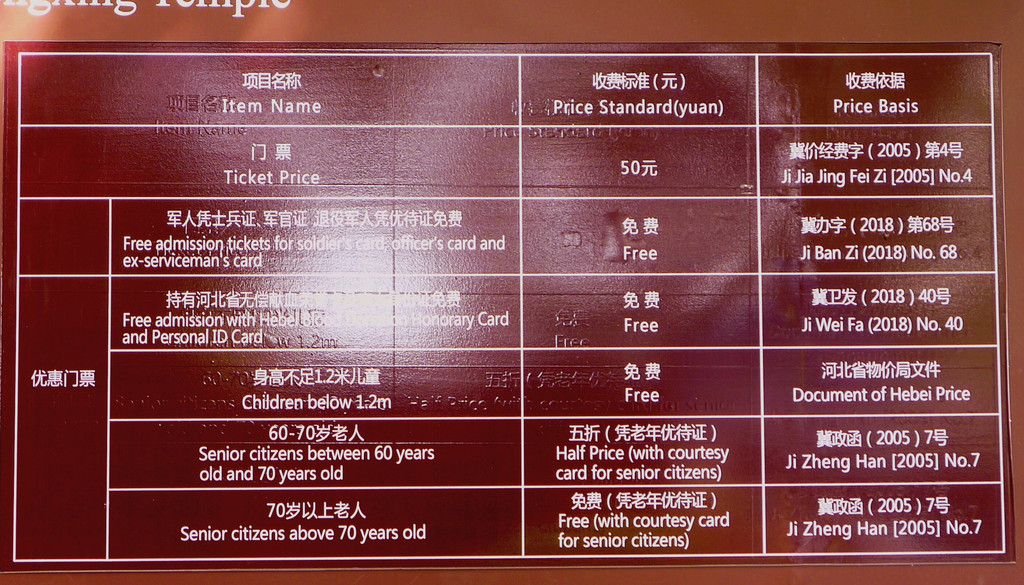 Temple
项目名称 收费标准（元） 收费依据
Item Name Price Standard(yuan) Price Basis
门 票 50元 冀价经费字（2005）第4号
Ticket Price Ji Jia Jing Fei Zi [2005] No.4
军人凭士兵证、军官证、退役军人凭优待证免费 免 费 冀办字（2018）第68号
Free admission tickets for soldier's card, officer's card and Free Ji Ban Zi (2018) No. 68
ex-serviceman's card
持有河北省无偿献血 证免费 免 费 冀卫发（2018）40号
Free admission with Hebei Honorary Card Free Ji Wei Fa (2018) No. 40
and Personal ID Card
优惠门票
身高不足1.2米儿童 免 费 河北省物价局文件
Children below 1.2m Free Document of Hebei Price
60-70岁老人 五折（凭老年优待证） 冀政函（2005）7号
Senior citizens between 60 years Half Price (with courtesy Ji Zheng Han [2005] No.7
old and 70 years old card for senior citizens)
70岁以上老人 免费（凭老年优待证） 冀政函（2005）7号
Senior citizens above 70 years old Free (with courtesy card Ji Zheng Han [2005] No.7
for senior citizens)